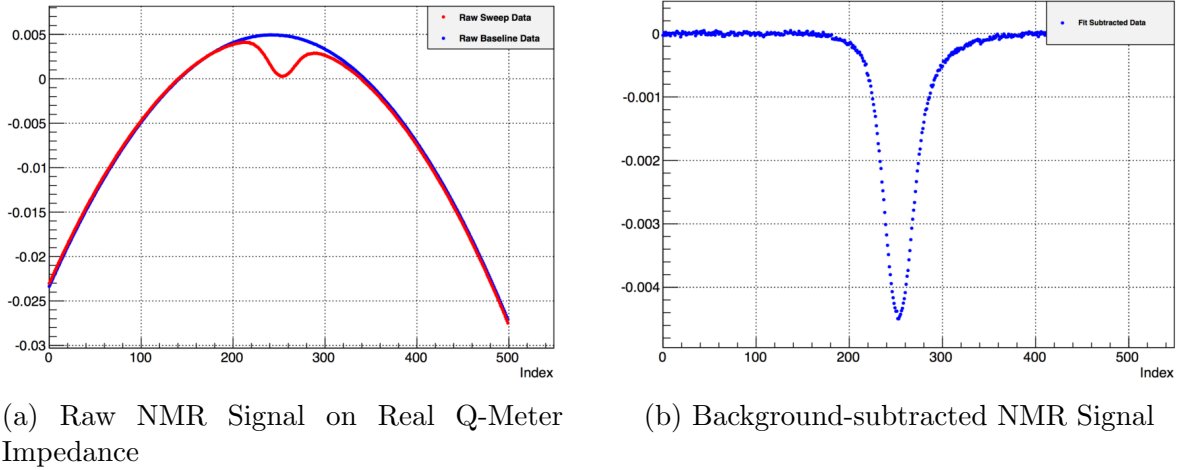 Raw Sweep Data
Raw Baseline Data
0.005
0
-0.005
-0.01
-0.015
-0.02
-0.025
-0.03
0 100 200 300 400 500
Index
(a) Raw NMR Signal on Real Q-Meter
Impedance
Fit Subtracted Data
0
-0.001
-0.002
-0.003
-0.004
0 100 200 300 400 500
Index
(b) Background-subtracted NMR Signal